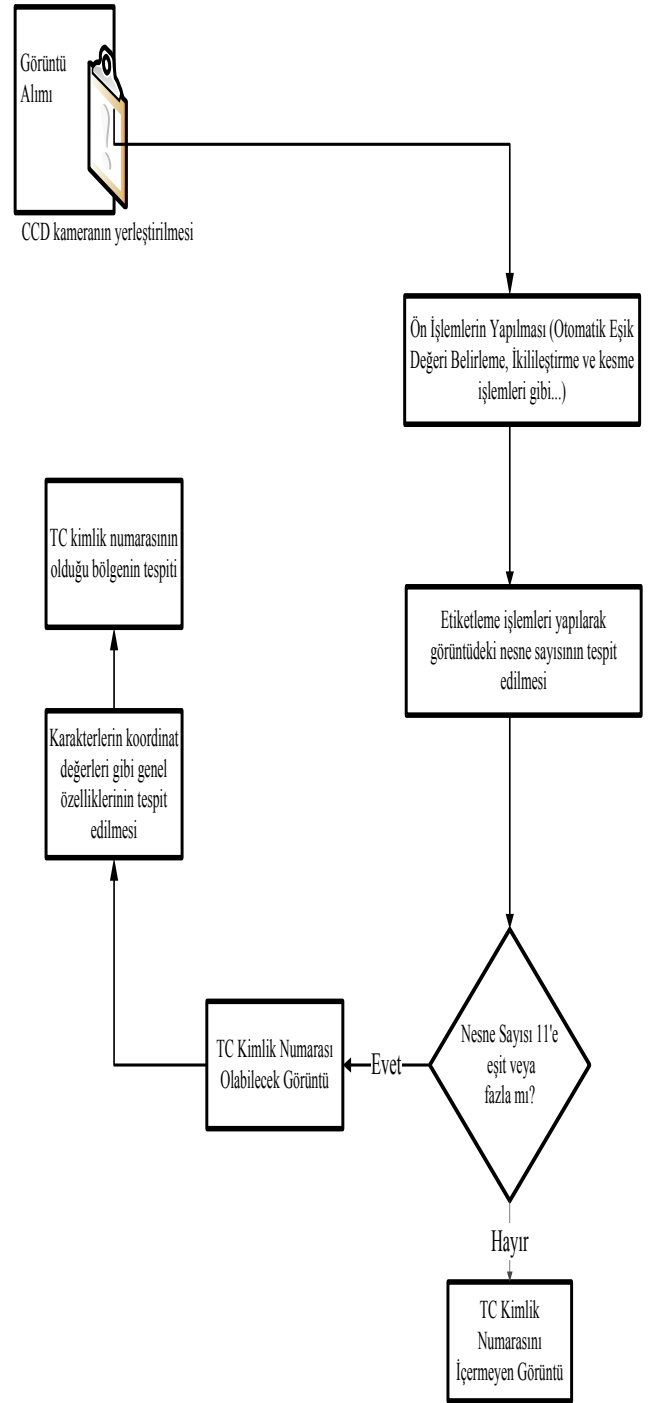 Görüntü
Alımı
CCD kameranın yerleştirilmesi
Ön İşlemlerin Yapılması (Otomatik Eşik
Değeri Belirleme, İkilileştirme ve kesme
işlemleri gibi...)
Etiketleme işlemleri yapılarak
görüntüdeki nesne sayısının tespit
edilmesi
Nesne Sayısı 11'e
eşit veya
fazla mı?
Evet
TC Kimlik Numarası
Olabilecek Görüntü
Karakterlerin koordinat
değerleri gibi genel
özelliklerinin tespit
edilmesi
TC kimlik numarasının
olduğu bölgenin tespiti
Hayır
TC Kimlik
Numarasını
İçermeyen Görüntü